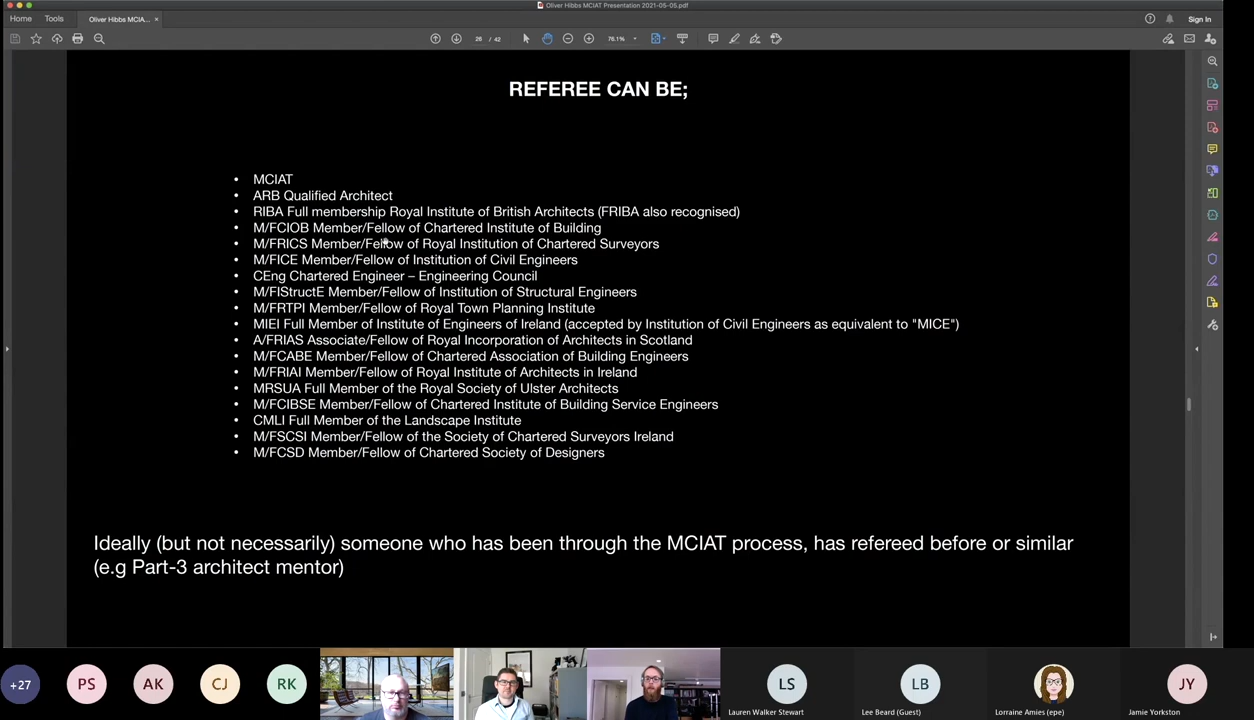 Oliver Hibbs MCIAT Presentation 2021-05-05.pdf
Home Tools Oliver Hibbs MCIA... × Sign In
26 / 42 76.1%
REFEREE CAN BE;
• MCIAT
• ARB Qualified Architect
• RIBA Full membership Royal Institute of British Architects (FRIBA also recognised)
• M/FCIOB Member/Fellow of Chartered Institute of Building
• M/FRICS Member/Fellow of Royal Institution of Chartered Surveyors
• M/FICE Member/Fellow of Institution of Civil Engineers
• CEng Chartered Engineer – Engineering Council
• M/FIStructE Member/Fellow of Institution of Structural Engineers
• M/FRTPI Member/Fellow of Royal Town Planning Institute
• MIEI Full Member of Institute of Engineers of Ireland (accepted by Institution of Civil Engineers as equivalent to "MICE")
• A/FRIAS Associate/Fellow of Royal Incorporation of Architects in Scotland
• M/FCABE Member/Fellow of Chartered Association of Building Engineers
• M/FRIAI Member/Fellow of Royal Institute of Architects in Ireland
• MRSUA Full Member of the Royal Society of Ulster Architects
• M/FCIBSE Member/Fellow of Chartered Institute of Building Service Engineers
• CMLI Full Member of the Landscape Institute
• M/FSCSI Member/Fellow of the Society of Chartered Surveyors Ireland
• M/FCSD Member/Fellow of Chartered Society of Designers
Ideally (but not necessarily) someone who has been through the MCIAT process, has refereed before or similar
(e.g Part-3 architect mentor)
+27 PS AK CJ RK LS LB JY
Lauren Walker Stewart Lee Beard (Guest) Lorraine Amies (epe) Jamie Yorkston